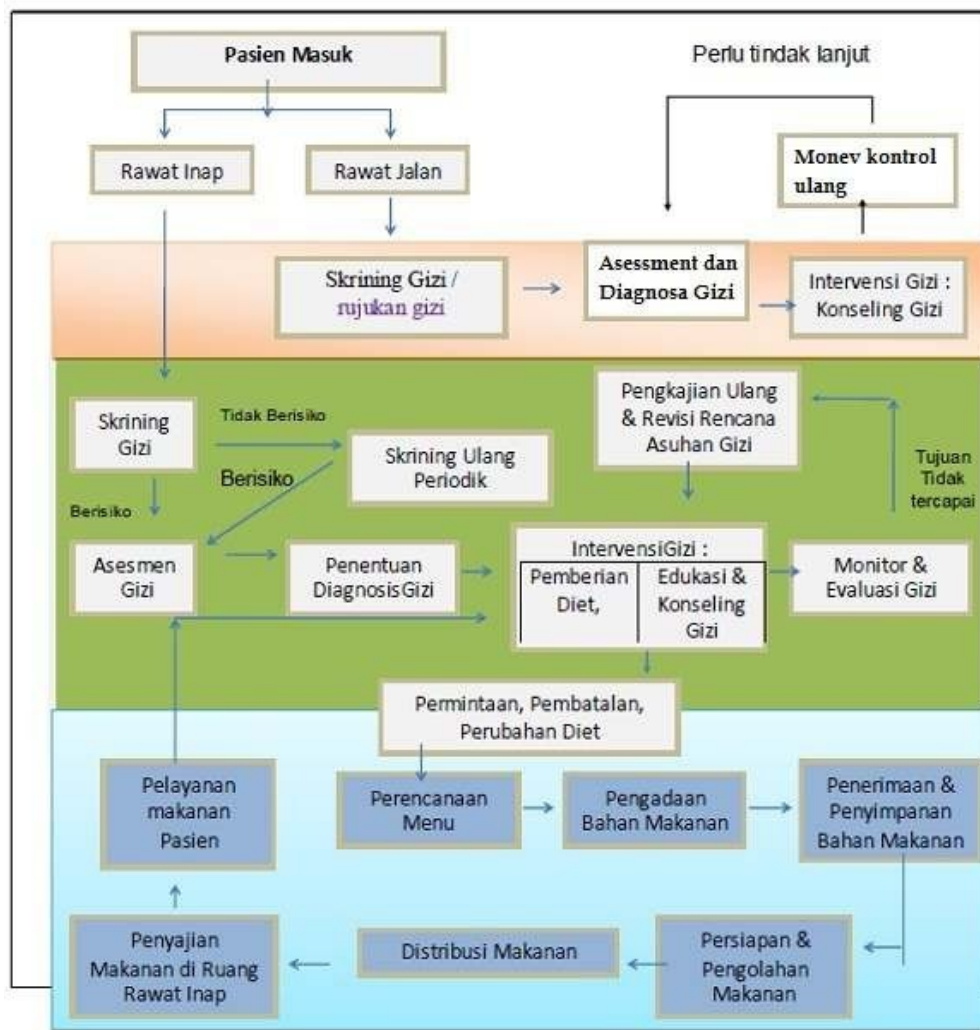 Pasien Masuk
Perlu tindak lanjut
Rawat Inap
Rawat Jalan
Monev kontrol
ulang
Skrining Gizi /
rujukan gizi
Asessment dan
Diagnosa Gizi
Intervensi Gizi :
Konseling Gizi
Skrining
Gizi
Tidak Berisiko
Berisiko
Skrining Ulang
Periodik
Pengkajian Ulang
& Revisi Rencana
Asuhan Gizi
Tujuan
Tidak
tercapai
Berisiko
Asesmen
Gizi
Penentuan
DiagnosisGizi
IntervensiGizi :
Pemberian
Diet,
Edukasi &
Konseling
Gizi
Monitor &
Evaluasi Gizi
Permintaan, Pembatalan,
Perubahan Diet
Pelayanan
makanan
Pasien
Perencanaan
Menu
Pengadaan
Bahan Makanan
Penerimaan &
Penyimpanan
Bahan Makanan
Penyajian
Makanan di Ruang
Rawat Inap
Distribusi Makanan
Persiapan &
Pengolahan
Makanan